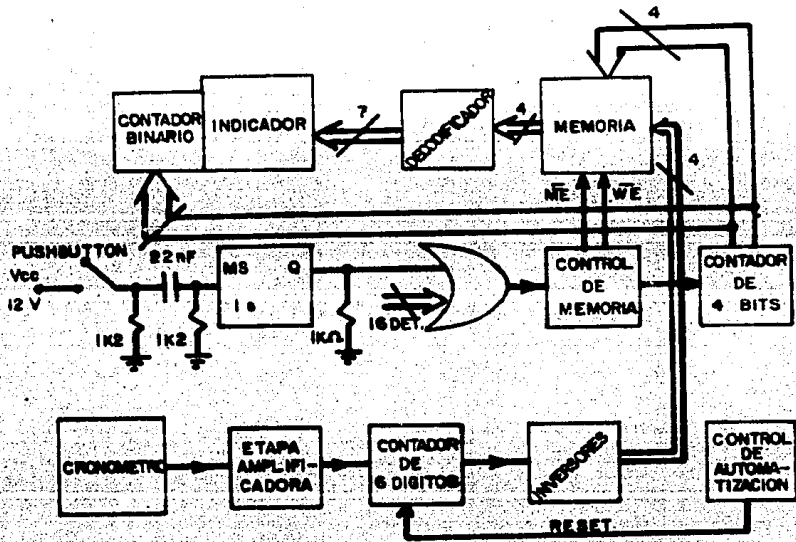 4
CONTADOR
BINARIO
INDICADOR
7
DECODIFICADOR
4
MEMORIA
4
ME
WE
PUSHBUTTON
Vcc
12 V
22nF
MS Q
1 s
1K2
1K2
1KΩ
16 DET.
CONTROL
DE
MEMORIA
CONTADOR
DE
4 BITS
CRONOMETRO
ETAPA
AMPLIFI-
CADORA
CONTADOR
DE
6 DIGITOS
INVERSORES
CONTROL
DE
AUTOMA-
TIZACION
RESET